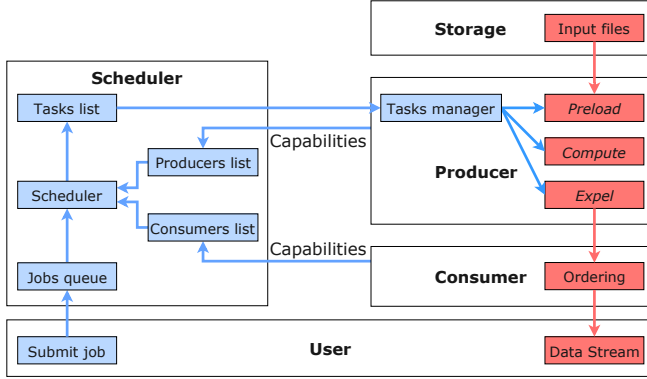 Storage
Input files
Scheduler
Tasks list
Tasks manager
Preload
Capabilities
Producers list
Compute
Producer
Scheduler
Expel
Consumers list
Capabilities
Jobs queue
Consumer
Ordering
Submit job
User
Data Stream